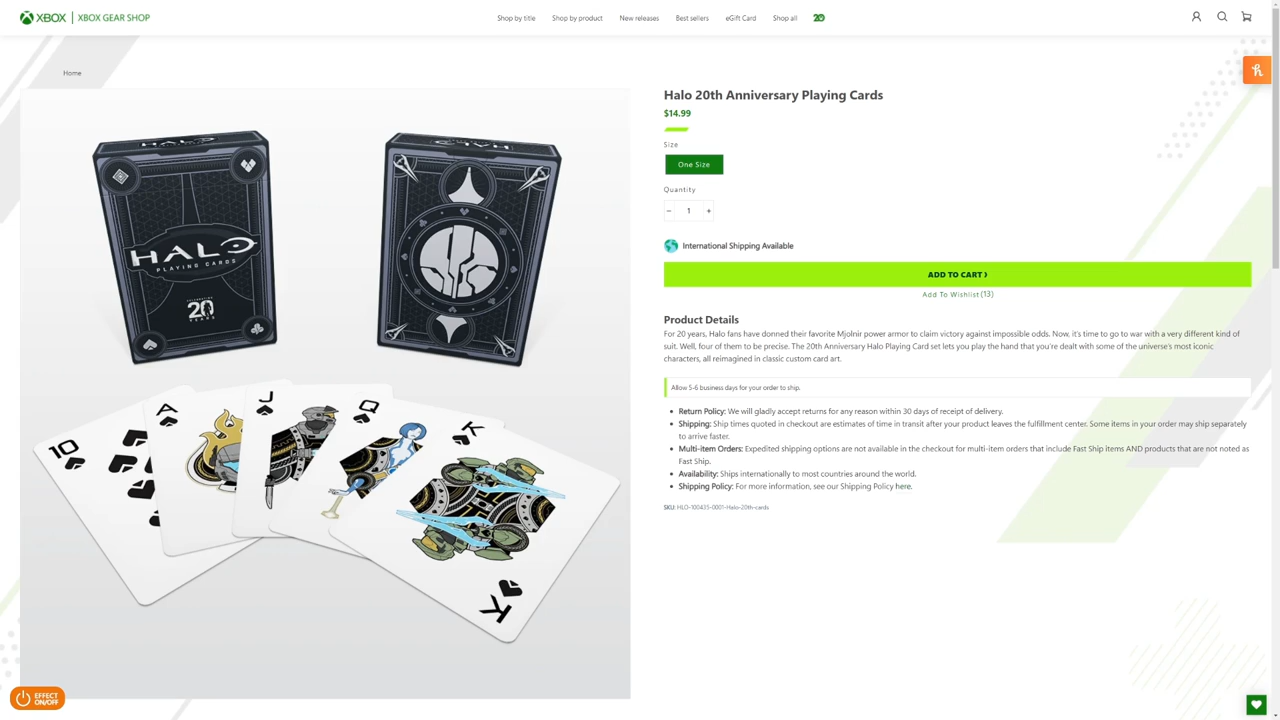 XBOX | XBOX GEAR SHOP
Shop by title
Shop by product
New releases
Best sellers
eGift Card
Shop all
20
Home
Halo 20th Anniversary Playing Cards
$14.99
Size
One Size
Quantity
− 1 +
International Shipping Available
ADD TO CART ›
Add To Wishlist (13)
Product Details
For 20 years, Halo fans have donned their favorite Mjolnir power armor to claim victory against impossible odds. Now, it's time to go to war with a very different kind of
suit. Well, four of them to be precise. The 20th Anniversary Halo Playing Card set lets you play the hand that you're dealt with some of the universe's most iconic
characters, all reimagined in classic custom card art.
Allow 5-6 business days for your order to ship.
• Return Policy: We will gladly accept returns for any reason within 30 days of receipt of delivery.
• Shipping: Ship times quoted in checkout are estimates of time in transit after your product leaves the fulfillment center. Some items in your order may ship separately
to arrive faster.
• Multi-item Orders: Expedited shipping options are not available in the checkout for multi-item orders that include Fast Ship Items AND products that are not noted as
Fast Ship.
• Availability: Ships internationally to most countries around the world.
• Shipping Policy: For more information, see our Shipping Policy here.
SKU: HLO-100435-0001-Halo-20th-cards
HALO
HALO
HALO
PLAYING CARDS
CELEBRATING
20
YEARS
10
A
J
Q
K
K
EFFECT
ON/OFF